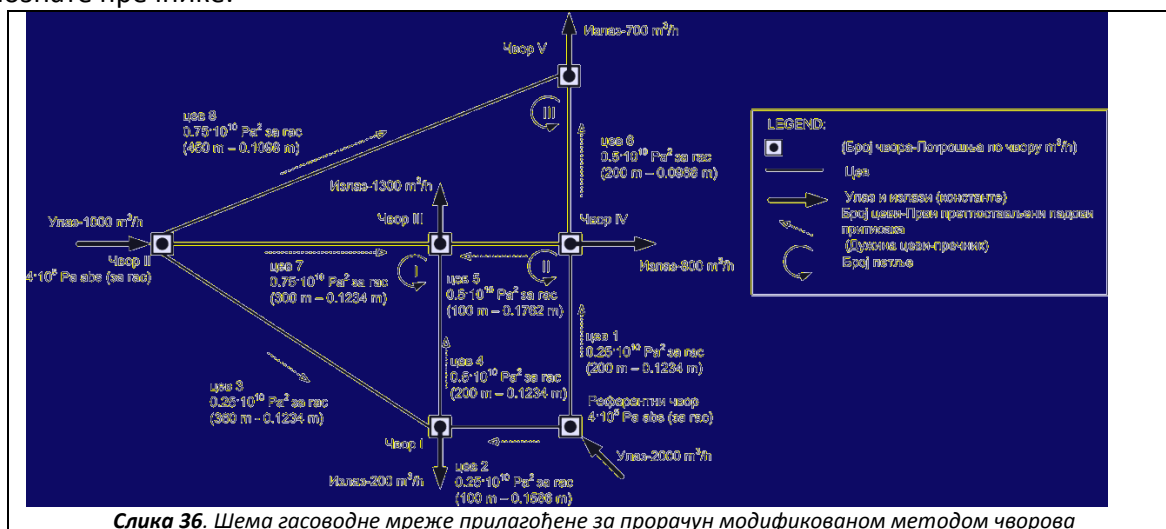 познате пречнике.
Излаз-700 m³/h
Чвор V
цев 8
0.75·10¹⁰ Pa² за гас
(450 m – 0.1098 m)
III
LEGEND:
(Број чвора-Потрошња по чвору m³/h)
Цев
Улаз и излази (константе)
Број цеви-Први претпостављени падови
притисака
(Дужина цеви-пречник)
Број петље
цев 6
0.5·10¹⁰ Pa² за гас
(200 m – 0.0966 m)
Излаз-1300 m³/h
Улаз-1000 m³/h
Чвор III
Чвор IV
Чвор II
4·10⁵ Pa abs (за гас)
Излаз-800 m³/h
I
II
цев 7
0.75·10¹⁰ Pa² за гас
(300 m – 0.1234 m)
цев 5
0.5·10¹⁰ Pa² за гас
(100 m – 0.1762 m)
цев 1
0.25·10¹⁰ Pa² за гас
(200 m – 0.1234 m)
цев 4
0.5·10¹⁰ Pa² за гас
(200 m – 0.1234 m)
цев 3
0.25·10¹⁰ Pa² за гас
(360 m – 0.1234 m)
Референтни чвор
4·10⁵ Pa abs (за гас)
Чвор I
Улаз-2000 m³/h
Излаз-200 m³/h
цев 2
0.25·10¹⁰ Pa² за гас
(100 m – 0.1586 m)
Слика 36. Шема гасоводне мреже прилагођене за прорачун модификованом методом чворова